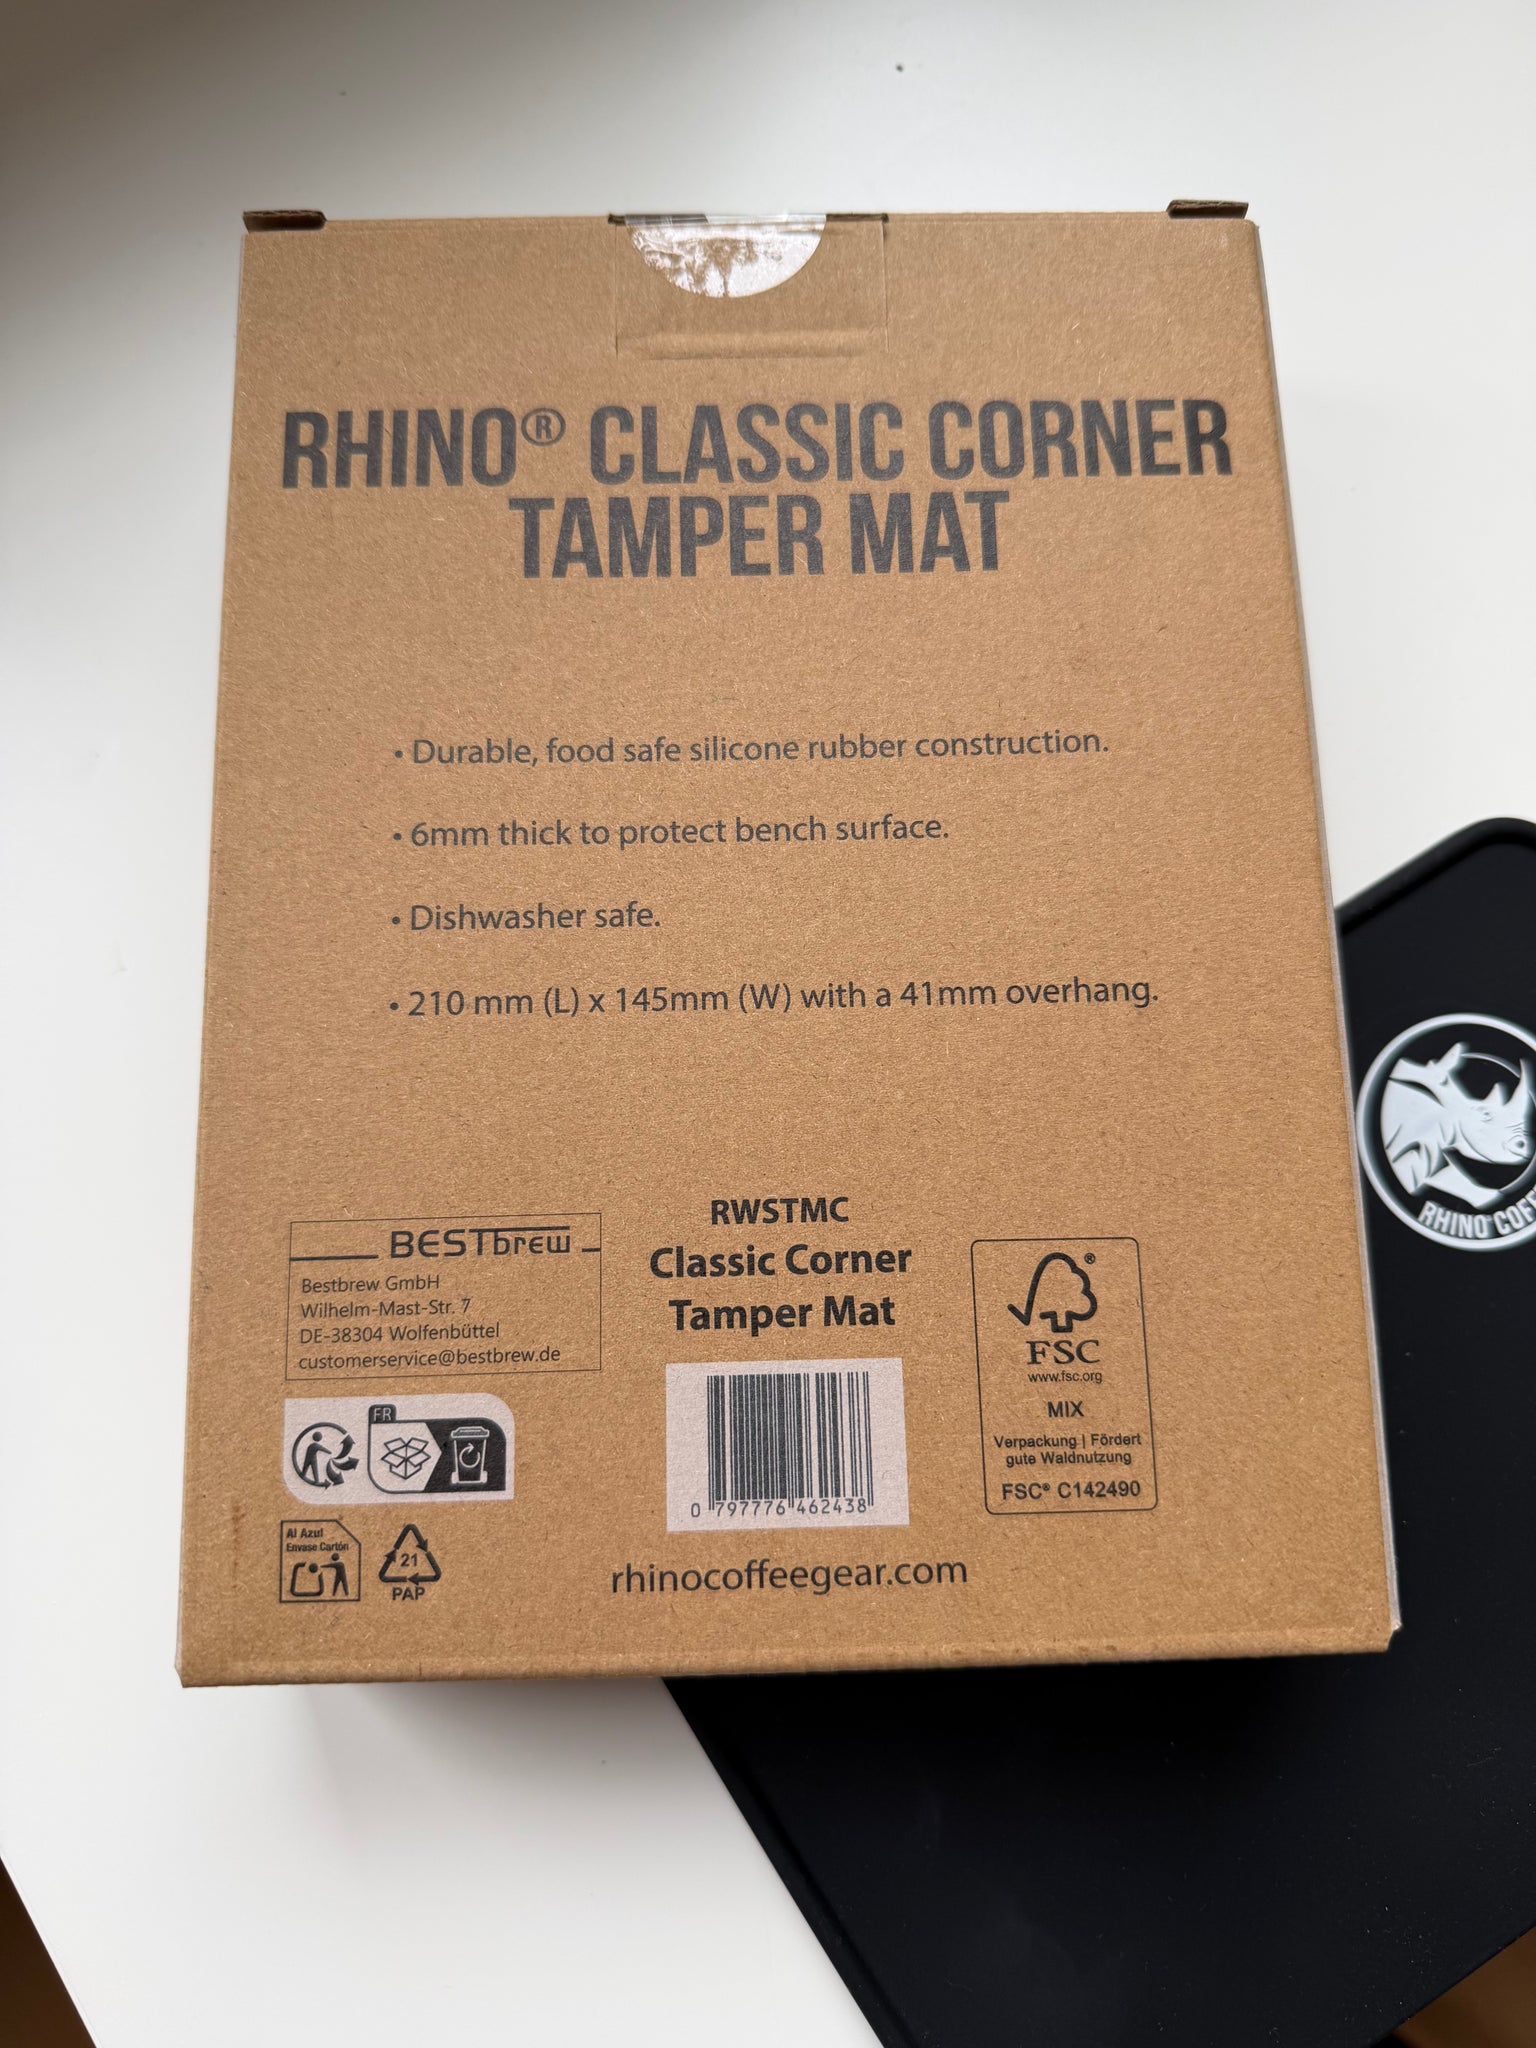 RHINO® CLASSIC CORNER
TAMPER MAT
• Durable, food safe silicone rubber construction.
• 6mm thick to protect bench surface.
• Dishwasher safe.
• 210 mm (L) x 145mm (W) with a 41mm overhang.
BESTbrew
Bestbrew GmbH
Wilhelm-Mast-Str. 7
DE-38304 Wolfenbüttel
customerservice@bestbrew.de
FR
Al Azul
Envase Cartón
21
PAP
RWSTMC
Classic Corner
Tamper Mat
0 797776 462438
rhinocoffeegear.com
®
FSC
www.fsc.org
MIX
Verpackung | Fördert
gute Waldnutzung
FSC® C142490
RHINO